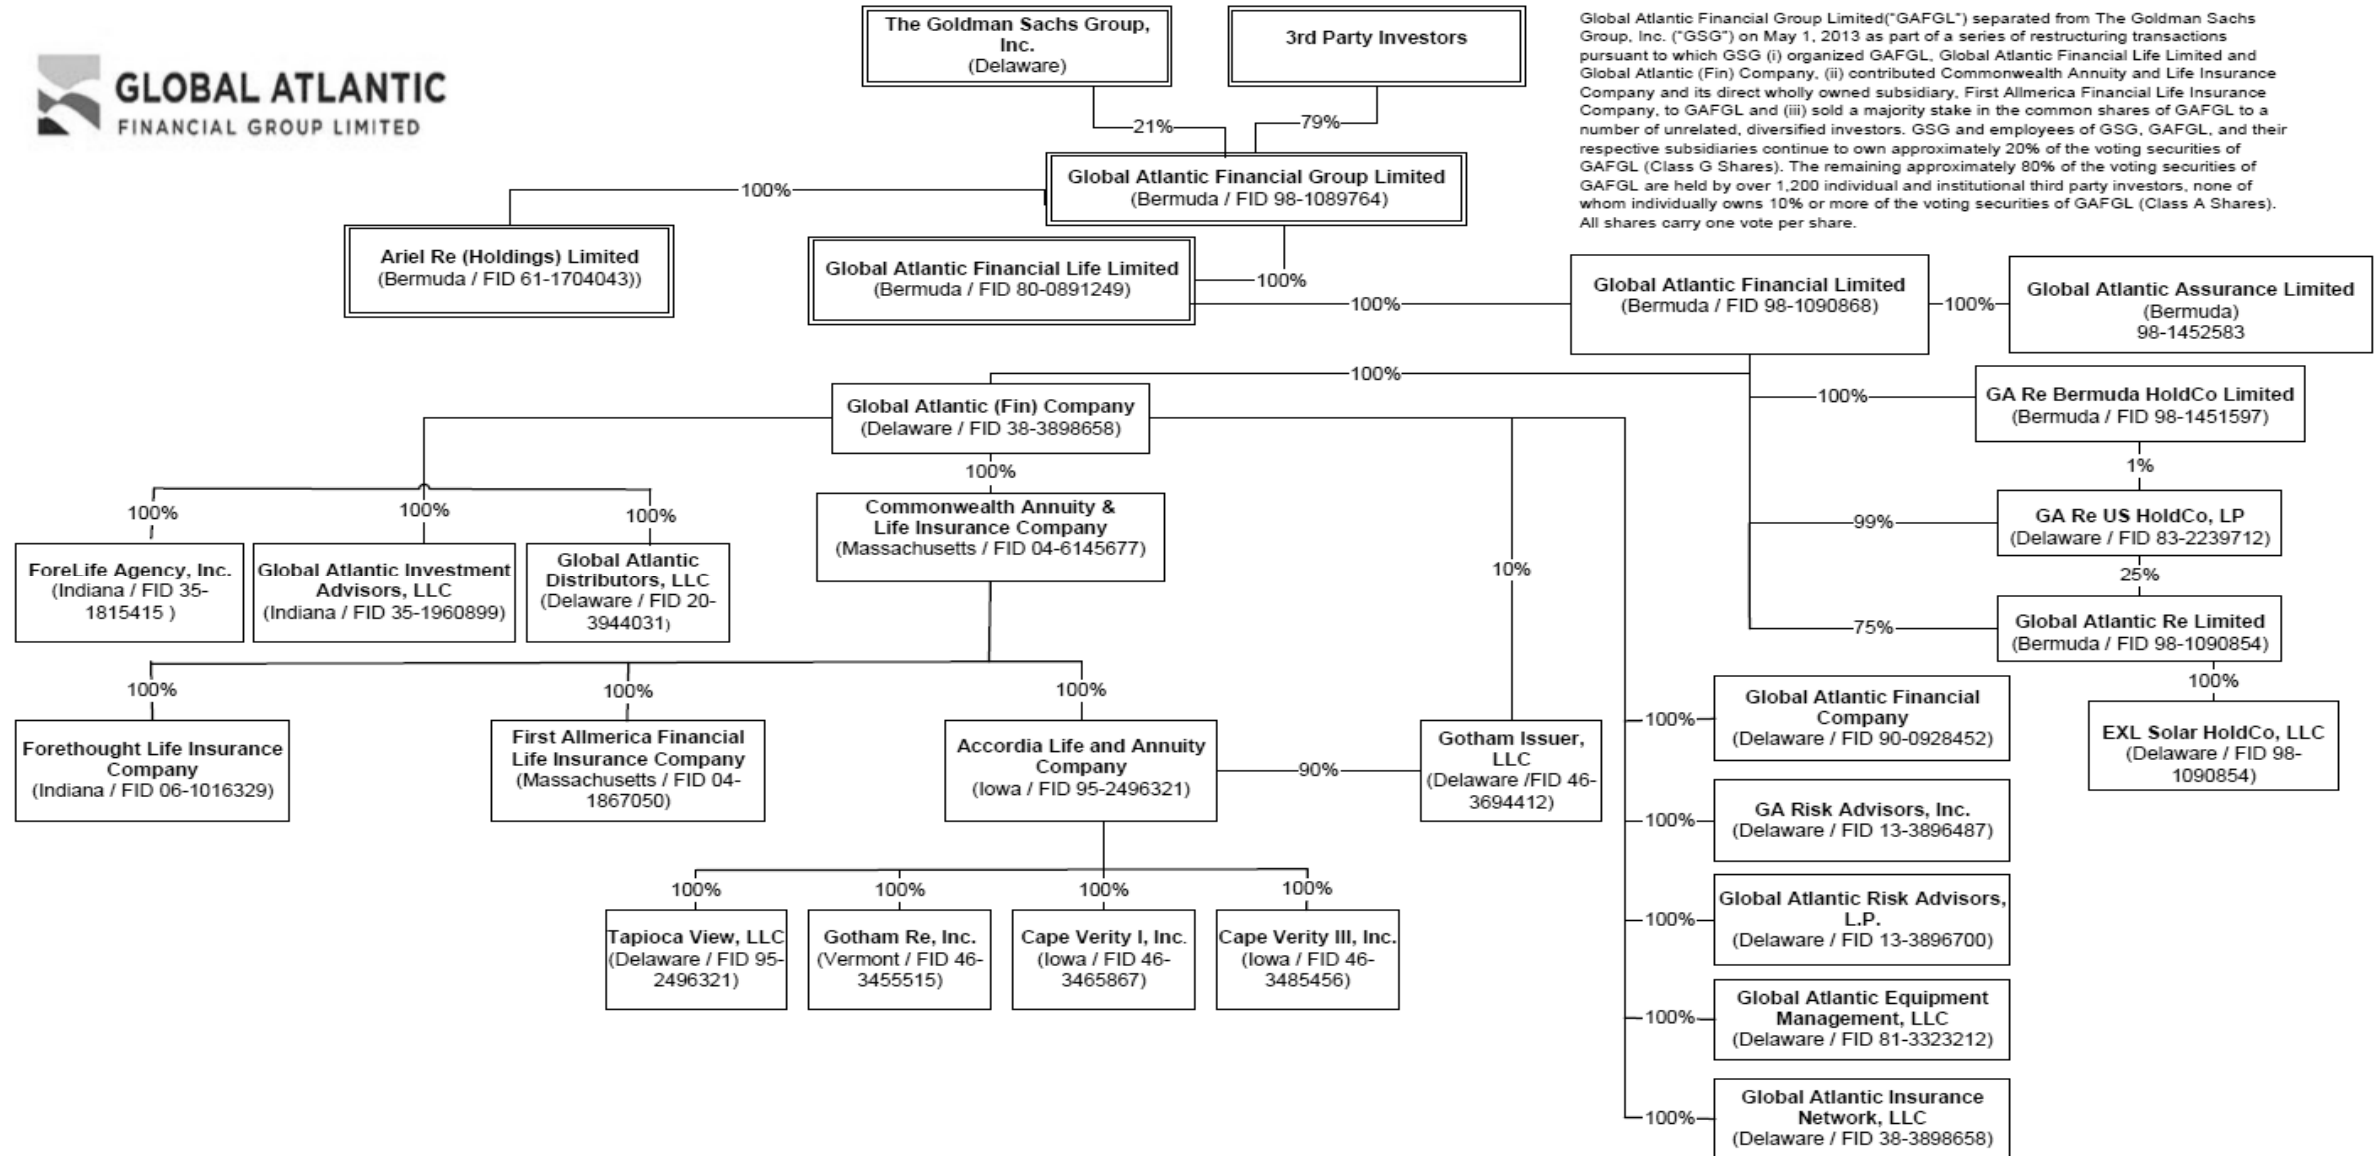 GLOBAL ATLANTIC
FINANCIAL GROUP LIMITED
The Goldman Sachs Group,
Inc.
(Delaware)
3rd Party Investors
Global Atlantic Financial Group Limited("GAFGL") separated from The Goldman Sachs
Group, Inc. ("GSG") on May 1, 2013 as part of a series of restructuring transactions
pursuant to which GSG (i) organized GAFGL, Global Atlantic Financial Life Limited and
Global Atlantic (Fin) Company, (ii) contributed Commonwealth Annuity and Life Insurance
Company and its direct wholly owned subsidiary, First Allmerica Financial Life Insurance
Company, to GAFGL and (iii) sold a majority stake in the common shares of GAFGL to a
number of unrelated, diversified investors. GSG and employees of GSG, GAFGL, and their
respective subsidiaries continue to own approximately 20% of the voting securities of
GAFGL (Class G Shares). The remaining approximately 80% of the voting securities of
GAFGL are held by over 1,200 individual and institutional third party investors, none of
whom individually owns 10% or more of the voting securities of GAFGL (Class A Shares).
All shares carry one vote per share.
21%
79%
Global Atlantic Financial Group Limited
(Bermuda / FID 98-1089764)
100%
Ariel Re (Holdings) Limited
(Bermuda / FID 61-1704043))
Global Atlantic Financial Life Limited
(Bermuda / FID 80-0891249)
100%
100%
Global Atlantic Financial Limited
(Bermuda / FID 98-1090868)
100%
Global Atlantic Assurance Limited
(Bermuda)
98-1452583
100%
Global Atlantic (Fin) Company
(Delaware / FID 38-3898658)
100%
GA Re Bermuda HoldCo Limited
(Bermuda / FID 98-1451597)
1%
99%
GA Re US HoldCo, LP
(Delaware / FID 83-2239712)
25%
75%
Global Atlantic Re Limited
(Bermuda / FID 98-1090854)
100%
EXL Solar HoldCo, LLC
(Delaware / FID 98-
1090854)
100%
Commonwealth Annuity &
Life Insurance Company
(Massachusetts / FID 04-6145677)
100%
100%
100%
ForeLife Agency, Inc.
(Indiana / FID 35-
1815415 )
Global Atlantic Investment
Advisors, LLC
(Indiana / FID 35-1960899)
Global Atlantic
Distributors, LLC
(Delaware / FID 20-
3944031)
10%
100%
100%
100%
Forethought Life Insurance
Company
(Indiana / FID 06-1016329)
First Allmerica Financial
Life Insurance Company
(Massachusetts / FID 04-
1867050)
Accordia Life and Annuity
Company
(Iowa / FID 95-2496321)
90%
Gotham Issuer,
LLC
(Delaware /FID 46-
3694412)
100%
Global Atlantic Financial
Company
(Delaware / FID 90-0928452)
100%
GA Risk Advisors, Inc.
(Delaware / FID 13-3896487)
100%
Global Atlantic Risk Advisors,
L.P.
(Delaware / FID 13-3896700)
100%
Global Atlantic Equipment
Management, LLC
(Delaware / FID 81-3323212)
100%
Global Atlantic Insurance
Network, LLC
(Delaware / FID 38-3898658)
100%
100%
100%
100%
Tapioca View, LLC
(Delaware / FID 95-
2496321)
Gotham Re, Inc.
(Vermont / FID 46-
3455515)
Cape Verity I, Inc.
(Iowa / FID 46-
3465867)
Cape Verity III, Inc.
(Iowa / FID 46-
3485456)